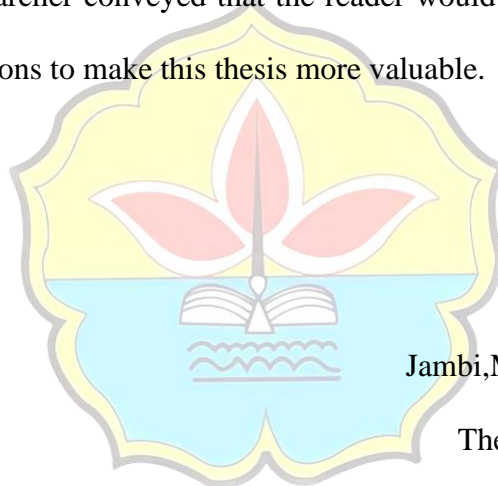 archer conveyed that the reader would
ons to make this thesis more valuable.
Jambi,M
The